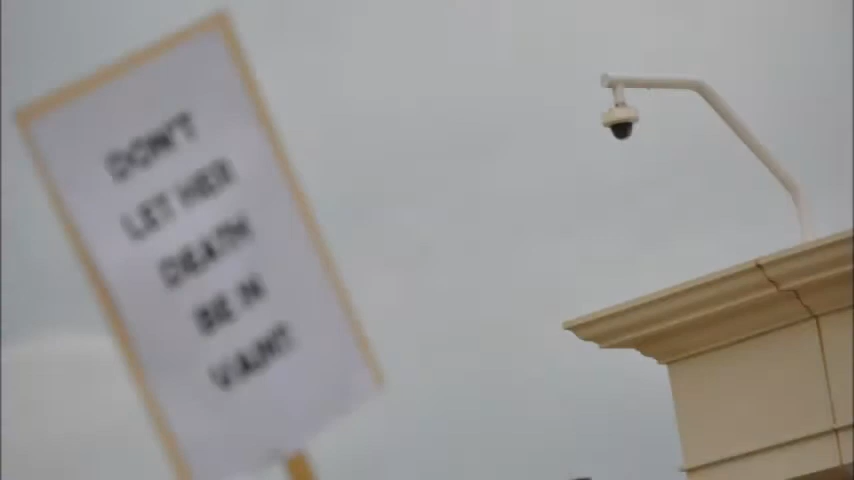 DON'T
LET HER
DEATH
BE IN
VAIN!